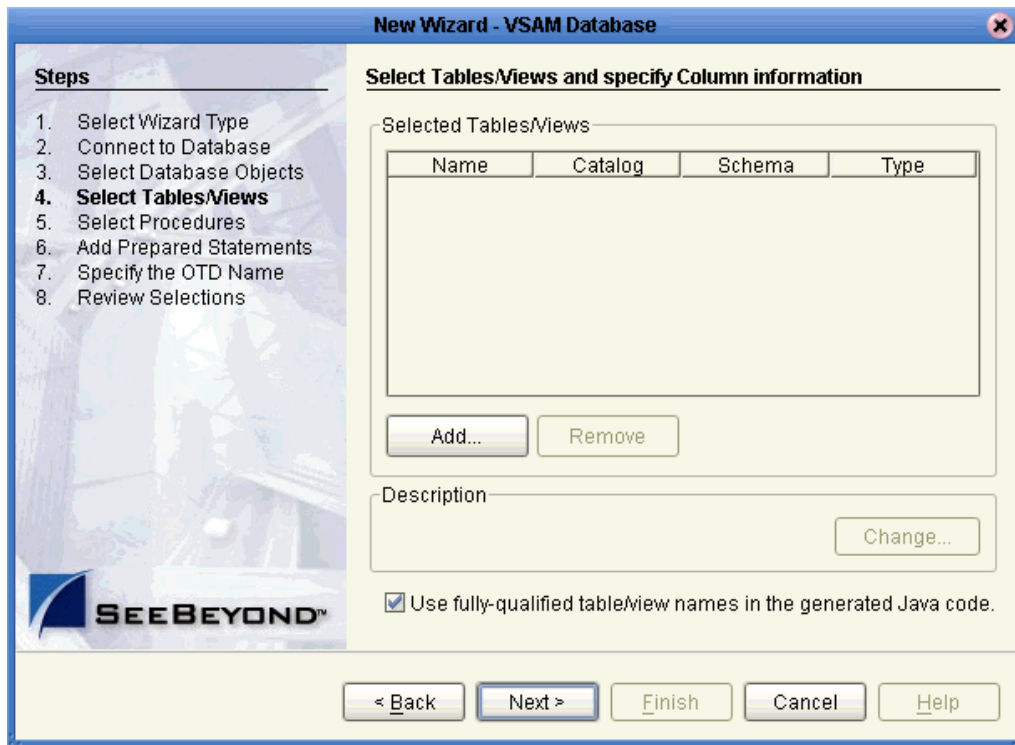 New Wizard - VSAM Database
Steps
1. Select Wizard Type
2. Connect to Database
3. Select Database Objects
4. Select Tables/Views
5. Select Procedures
6. Add Prepared Statements
7. Specify the OTD Name
8. Review Selections
SEEBEYOND™
Select Tables/Views and specify Column information
Selected Tables/Views
Name Catalog Schema Type
Add... Remove
Description
Change...
Use fully-qualified table/view names in the generated Java code.
< Back Next > Finish Cancel Help